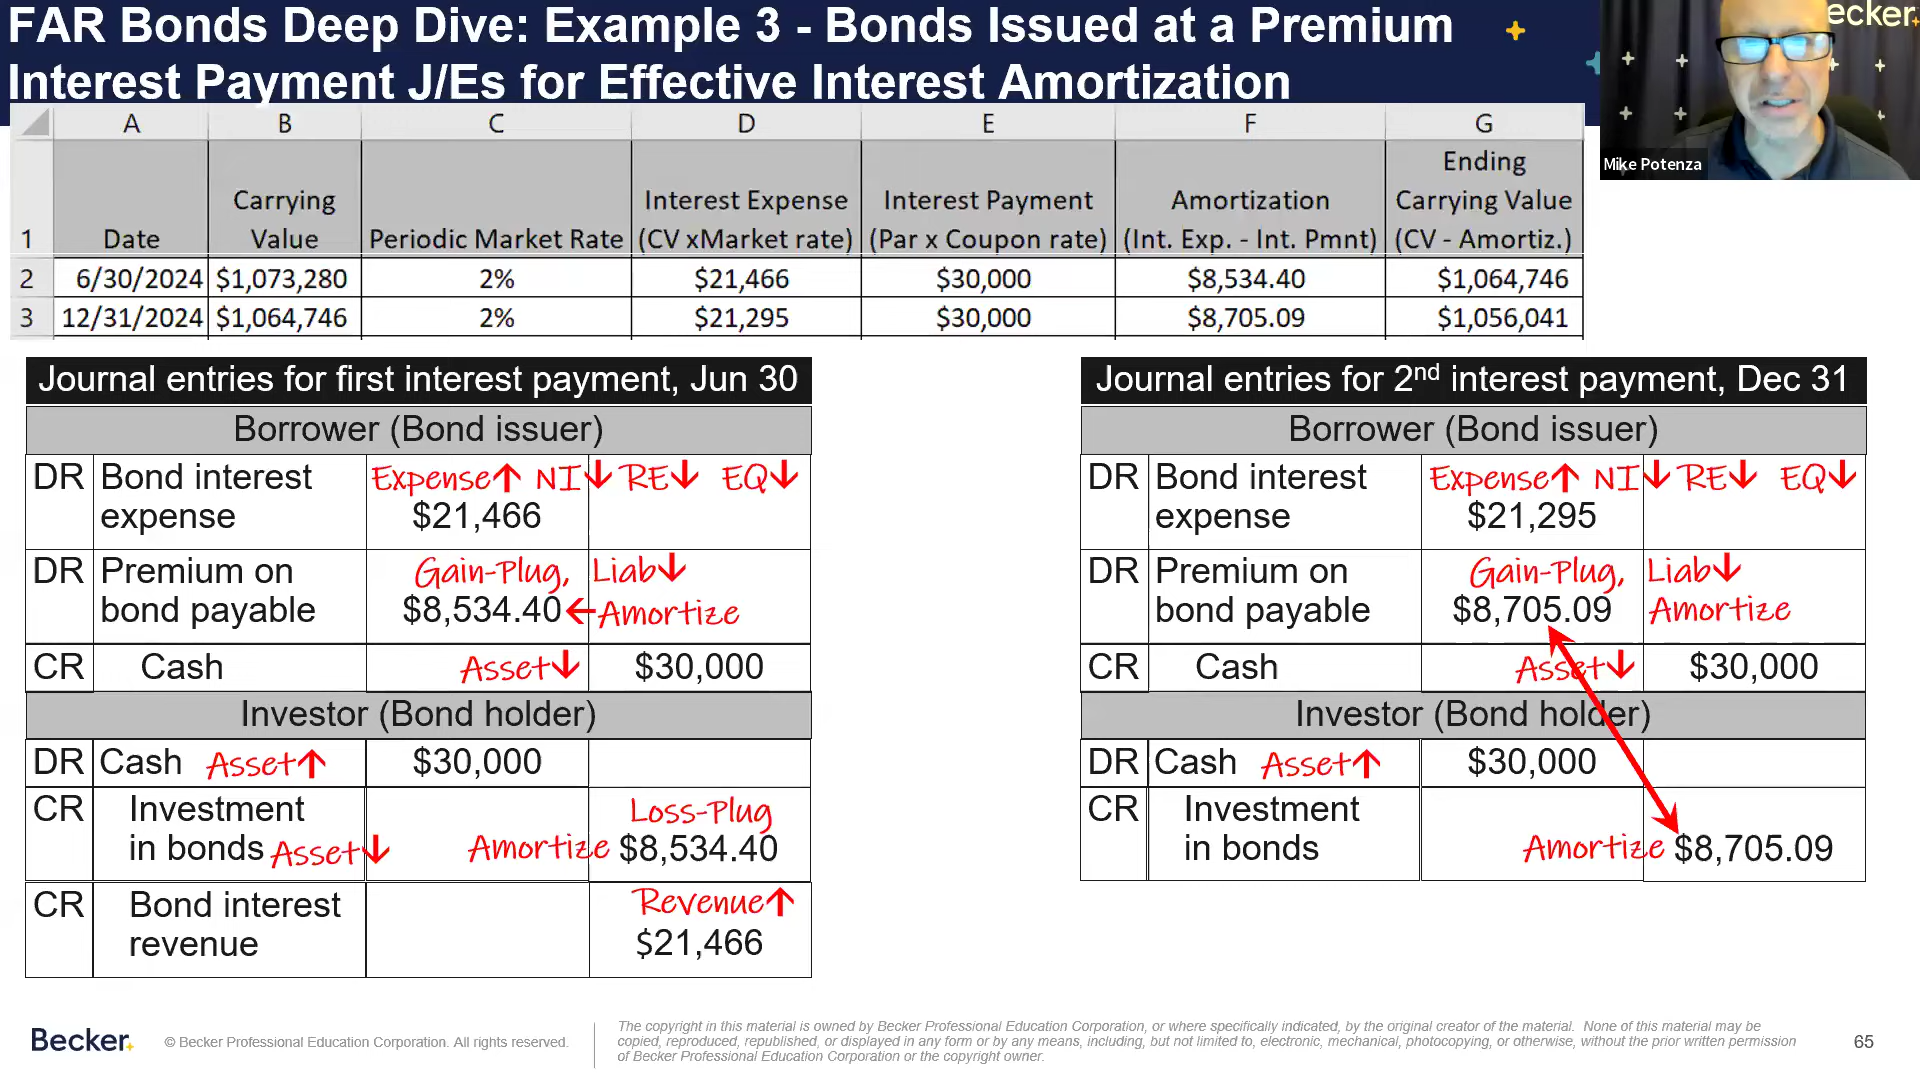 FAR Bonds Deep Dive: Example 3 - Bonds Issued at a Premium
Interest Payment J/Es for Effective Interest Amortization
ecker
Mike Potenza
A B C D E F G
1 Date Carrying Value Periodic Market Rate Interest Expense (CV xMarket rate) Interest Payment (Par x Coupon rate) Amortization (Int. Exp. - Int. Pmnt) Ending Carrying Value (CV - Amortiz.)
2 6/30/2024 $1,073,280 2% $21,466 $30,000 $8,534.40 $1,064,746
3 12/31/2024 $1,064,746 2% $21,295 $30,000 $8,705.09 $1,056,041
Journal entries for first interest payment, Jun 30
Borrower (Bond issuer)
DR Bond interest Expense↑ NI↓ RE↓ EQ↓
expense $21,466
DR Premium on Gain-Plug, Liab↓
bond payable $8,534.40 ←Amortize
CR Cash Asset↓ $30,000
Investor (Bond holder)
DR Cash Asset↑ $30,000
CR Investment Loss-Plug
in bonds Asset↓ Amortize $8,534.40
CR Bond interest Revenue↑
revenue $21,466
Journal entries for 2nd interest payment, Dec 31
Borrower (Bond issuer)
DR Bond interest Expense↑ NI↓ RE↓ EQ↓
expense $21,295
DR Premium on Gain-Plug, Liab↓
bond payable $8,705.09 Amortize
CR Cash Asset↓ $30,000
Investor (Bond holder)
DR Cash Asset↑ $30,000
CR Investment
in bonds Amortize $8,705.09
Becker. © Becker Professional Education Corporation. All rights reserved.
The copyright in this material is owned by Becker Professional Education Corporation, or where specifically indicated, by the original creator of the material. None of this material may be
copied, reproduced, republished, or displayed in any form or by any means, including, but not limited to, electronic, mechanical, photocopying, or otherwise, without the prior written permission
of Becker Professional Education Corporation or the copyright owner.
65